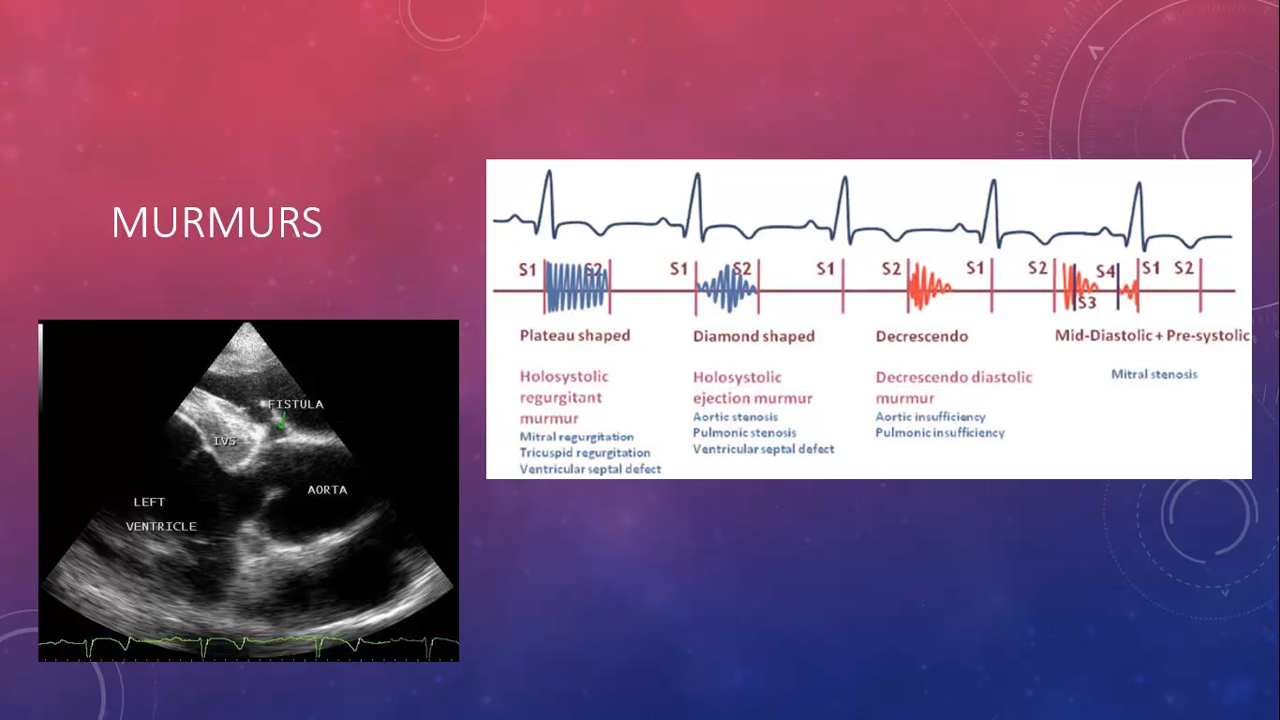 MURMURS
FISTULA
IVS
AORTA
LEFT
VENTRICLE
S1 S2 S1 S2 S1 S2 S1 S2 S4 S1 S2
S3
Plateau shaped
Diamond shaped
Decrescendo
Mid-Diastolic + Pre-systolic
Holosystolic
regurgitant
murmur
Mitral regurgitation
Tricuspid regurgitation
Ventricular septal defect
Holosystolic
ejection murmur
Aortic stenosis
Pulmonic stenosis
Ventricular septal defect
Decrescendo diastolic
murmur
Aortic insufficiency
Pulmonic insufficiency
Mitral stenosis